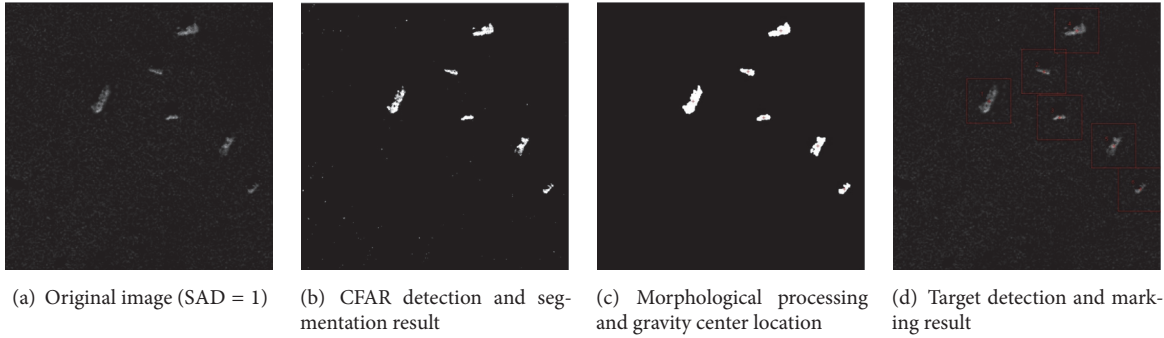 (a) Original image (SAD = 1)
(b) CFAR detection and seg-
mentation result
(c) Morphological processing
and gravity center location
(d) Target detection and mark-
ing result